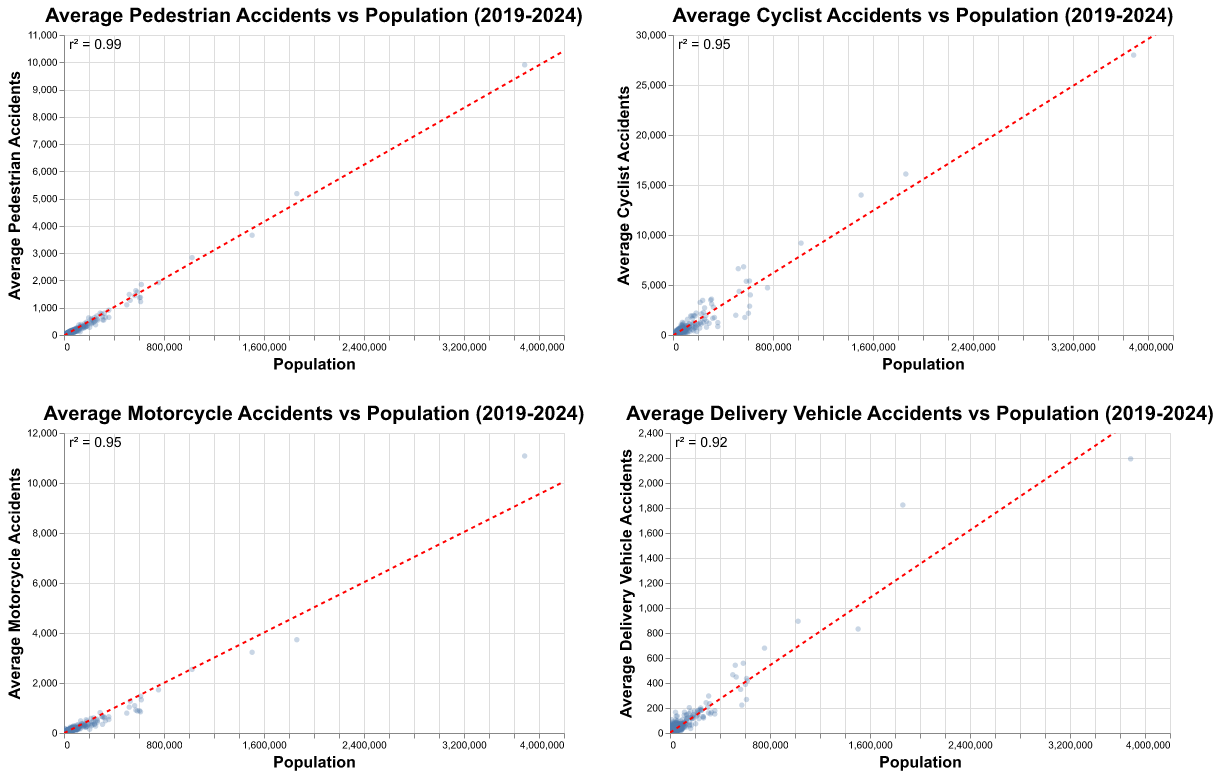 Average Pedestrian Accidents vs Population (2019-2024)
r² = 0.99
11,000
10,000
9,000
8,000
7,000
6,000
5,000
4,000
3,000
2,000
1,000
0
Average Pedestrian Accidents
0 800,000 1,600,000 2,400,000 3,200,000 4,000,000
Population
Average Cyclist Accidents vs Population (2019-2024)
r² = 0.95
30,000
25,000
20,000
15,000
10,000
5,000
0
Average Cyclist Accidents
0 800,000 1,600,000 2,400,000 3,200,000 4,000,000
Population
Average Motorcycle Accidents vs Population (2019-2024)
r² = 0.95
12,000
10,000
8,000
6,000
4,000
2,000
0
Average Motorcycle Accidents
0 800,000 1,600,000 2,400,000 3,200,000 4,000,000
Population
Average Delivery Vehicle Accidents vs Population (2019-2024)
r² = 0.92
2,400
2,200
2,000
1,800
1,600
1,400
1,200
1,000
800
600
400
200
0
Average Delivery Vehicle Accidents
0 800,000 1,600,000 2,400,000 3,200,000 4,000,000
Population